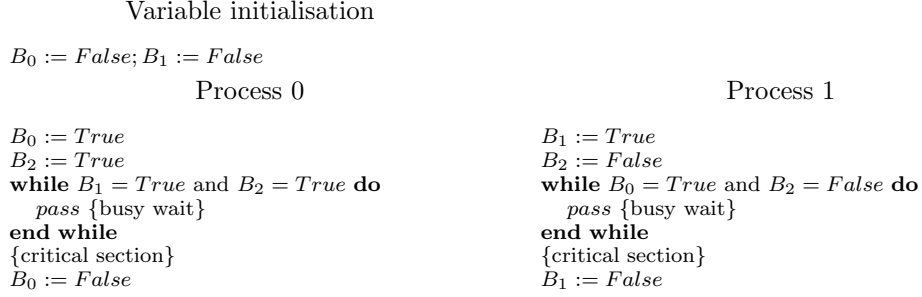 Variable initialisation
B₀ := False; B₁ := False
Process 0
B₀ := True
B₂ := True
while B₁ = True and B₂ = True do
pass {busy wait}
end while
{critical section}
B₀ := False
Process 1
B₁ := True
B₂ := False
while B₀ = True and B₂ = False do
pass {busy wait}
end while
{critical section}
B₁ := False